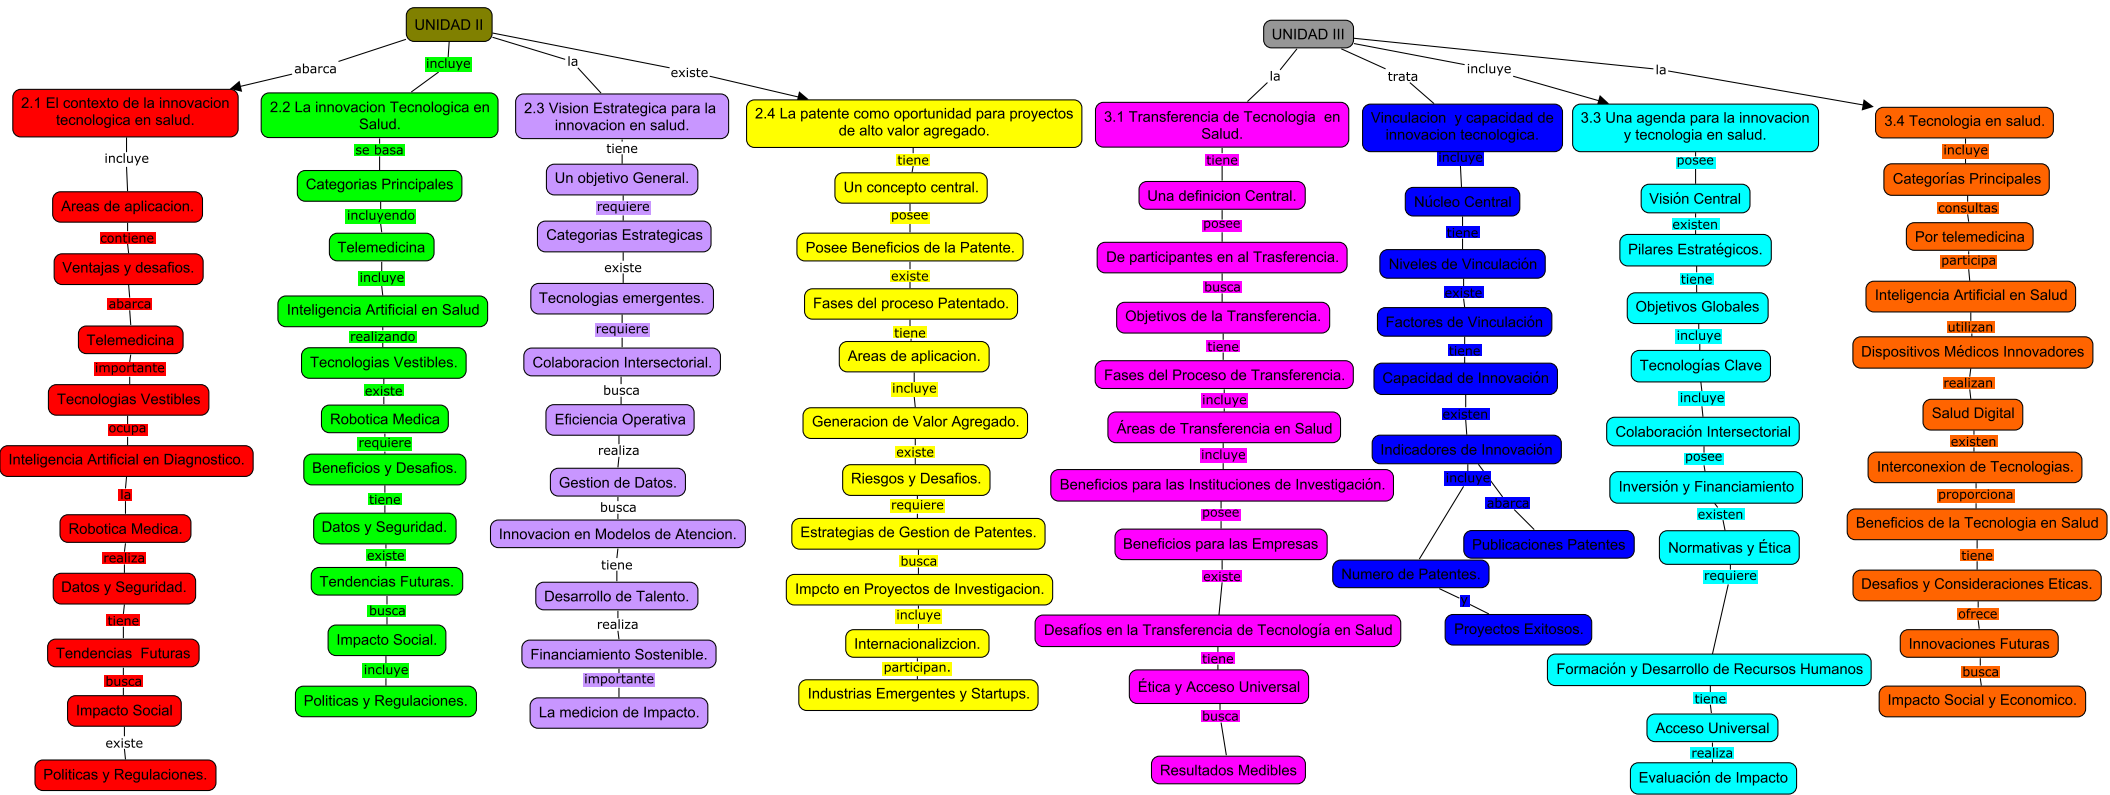 UNIDAD II
abarca
incluye
la
existe
2.1 El contexto de la innovacion
tecnologica en salud.
incluye
Areas de aplicacion.
contiene
Ventajas y desafios.
abarca
Telemedicina
importante
Tecnologias Vestibles
ocupa
Inteligencia Artificial en Diagnostico.
la
Robotica Medica.
realiza
Datos y Seguridad.
tiene
Tendencias  Futuras
busca
Impacto Social
existe
Politicas y Regulaciones.
2.2 La innovacion Tecnologica en
Salud.
se basa
Categorias Principales
incluyendo
Telemedicina
incluye
Inteligencia Artificial en Salud
realizando
Tecnologias Vestibles.
existe
Robotica Medica
requiere
Beneficios y Desafios.
tiene
Datos y Seguridad.
existe
Tendencias Futuras.
busca
Impacto Social.
incluye
Politicas y Regulaciones.
2.3 Vision Estrategica para la
innovacion en salud.
tiene
Un objetivo General.
requiere
Categorias Estrategicas
existe
Tecnologias emergentes.
requiere
Colaboracion Intersectorial.
busca
Eficiencia Operativa
realiza
Gestion de Datos.
busca
Innovacion en Modelos de Atencion.
tiene
Desarrollo de Talento.
realiza
Financiamiento Sostenible.
importante
La medicion de Impacto.
2.4 La patente como oportunidad para proyectos
de alto valor agregado.
tiene
Un concepto central.
posee
Posee Beneficios de la Patente.
existe
Fases del proceso Patentado.
tiene
Areas de aplicacion.
incluye
Generacion de Valor Agregado.
existe
Riesgos y Desafios.
requiere
Estrategias de Gestion de Patentes.
busca
Impcto en Proyectos de Investigacion.
incluye
Internacionalizcion.
participan.
Industrias Emergentes y Startups.
UNIDAD III
la
trata
incluye
la
3.1 Transferencia de Tecnologia  en
Salud.
tiene
Una definicion Central.
posee
De participantes en al Trasferencia.
busca
Objetivos de la Transferencia.
tiene
Fases del Proceso de Transferencia.
incluye
Áreas de Transferencia en Salud
incluye
Beneficios para las Instituciones de Investigación.
posee
Beneficios para las Empresas
existe
Desafíos en la Transferencia de Tecnología en Salud
tiene
Ética y Acceso Universal
busca
Resultados Medibles
Vinculacion  y capacidad de
innovacion tecnologica.
incluye
Núcleo Central
tiene
Niveles de Vinculación
existe
Factores de Vinculación
tiene
Capacidad de Innovación
existen
Indicadores de Innovación
incluye
abarca
Publicaciones Patentos
Numero de Patentes.
y
Proyectos Exitosos.
3.3 Una agenda para la innovacion
y tecnologia en salud.
posee
Visión Central
existen
Pilares Estratégicos.
tiene
Objetivos Globales
incluye
Tecnologías Clave
incluye
Colaboración Intersectorial
posee
Inversión y Financiamiento
existen
Normativas y Ética
requiere
Formación y Desarrollo de Recursos Humanos
tiene
Acceso Universal
realiza
Evaluación de Impacto
3.4 Tecnologia en salud.
incluye
Categorías Principales
consultas
Por telemedicina
participa
Inteligencia Artificial en Salud
utilizan
Dispositivos Médicos Innovadores
realizan
Salud Digital
existen
Interconexion de Tecnologias.
proporciona
Beneficios de la Tecnologia en Salud
tiene
Desafios y Consideraciones Eticas.
ofrece
Innovaciones Futuras
busca
Impacto Social y Economico.